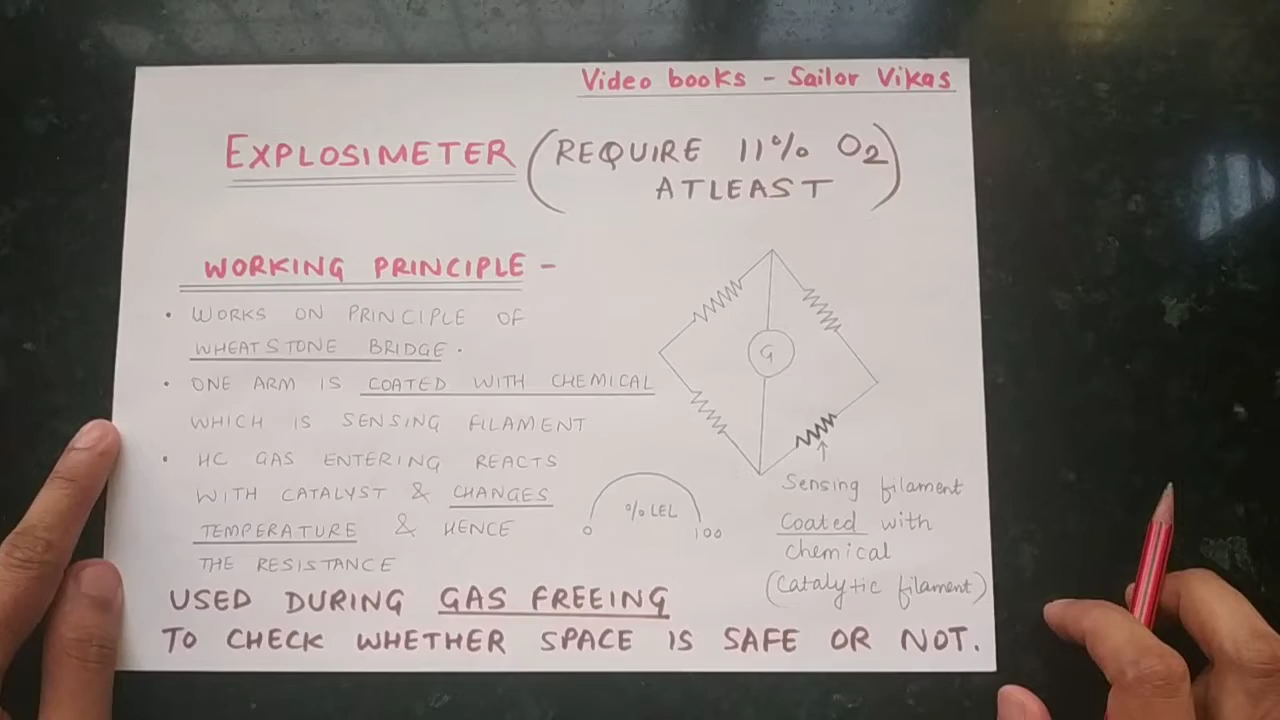 Video books - Sailor Vikas
EXPLOSIMETER (REQUIRE 11% O2
ATLEAST)
WORKING PRINCIPLE -
• WORKS ON PRINCIPLE OF
WHEATSTONE BRIDGE.
• ONE ARM IS COATED WITH CHEMICAL
WHICH IS SENSING FILAMENT
• HC GAS ENTERING REACTS
WITH CATALYST & CHANGES
TEMPERATURE & HENCE
THE RESISTANCE
G
% LEL
0 100
Sensing filament
Coated with
chemical
(Catalytic filament)
USED DURING GAS FREEING
TO CHECK WHETHER SPACE IS SAFE OR NOT.